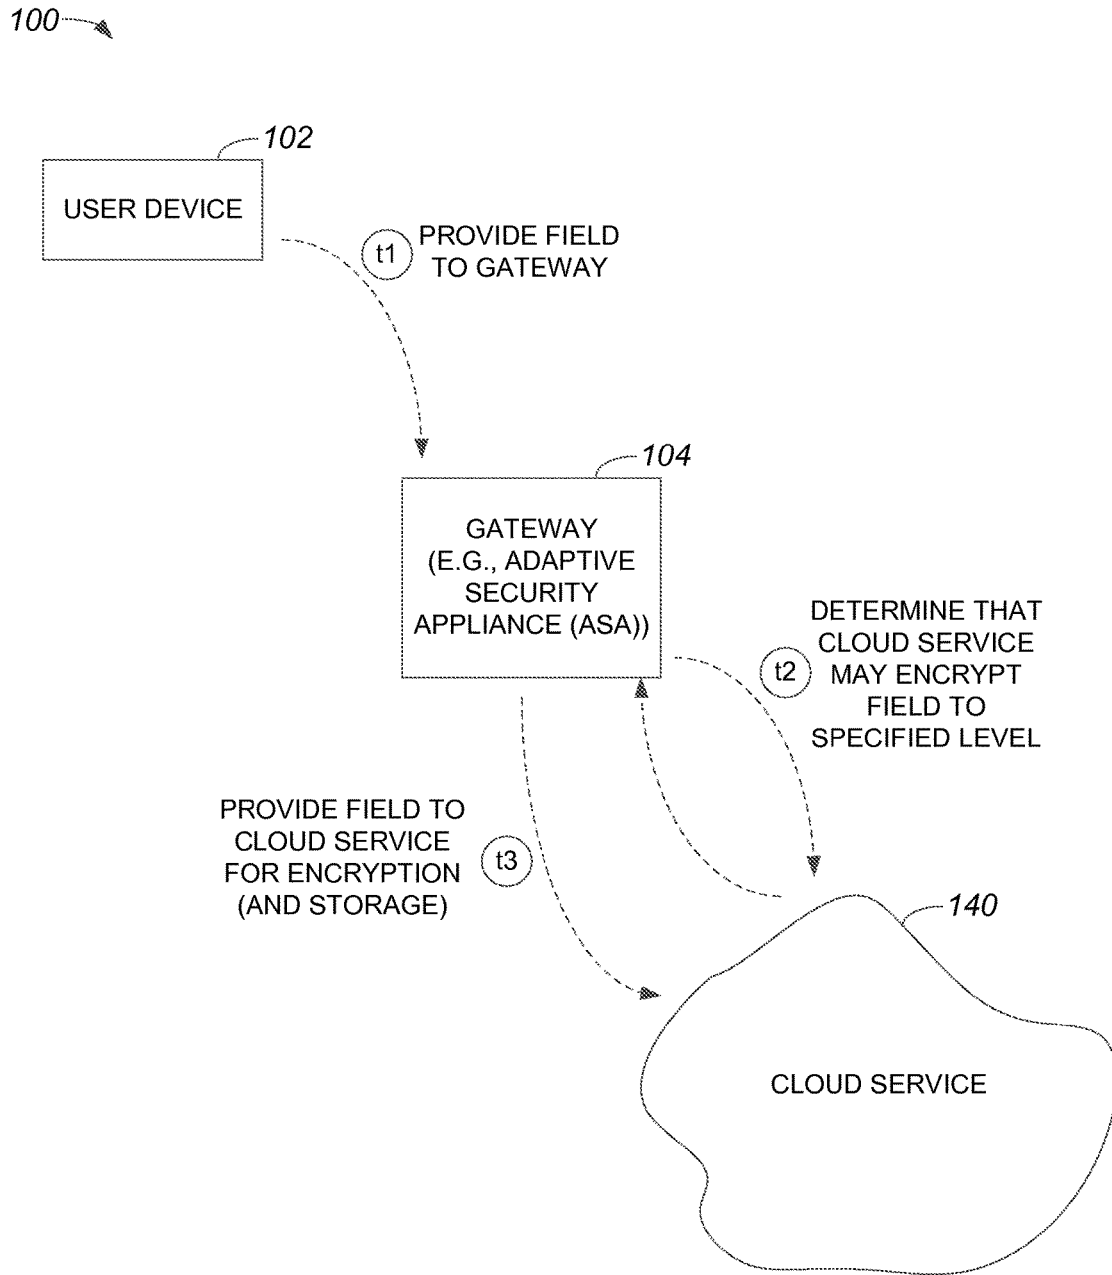 100
102
USER DEVICE
t1
PROVIDE FIELD
TO GATEWAY
104
GATEWAY
(E.G., ADAPTIVE
SECURITY
APPLIANCE (ASA))
t2
DETERMINE THAT
CLOUD SERVICE
MAY ENCRYPT
FIELD TO
SPECIFIED LEVEL
PROVIDE FIELD TO
CLOUD SERVICE
FOR ENCRYPTION
(AND STORAGE)
t3
140
CLOUD SERVICE